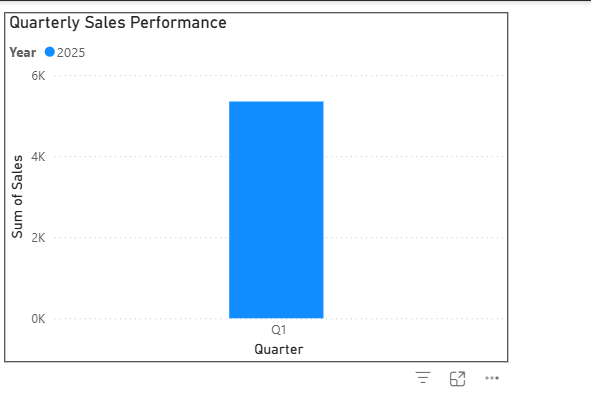 Quarterly Sales Performance
Year 2025
6K
4K
2K
0K
Sum of Sales
Q1
Quarter